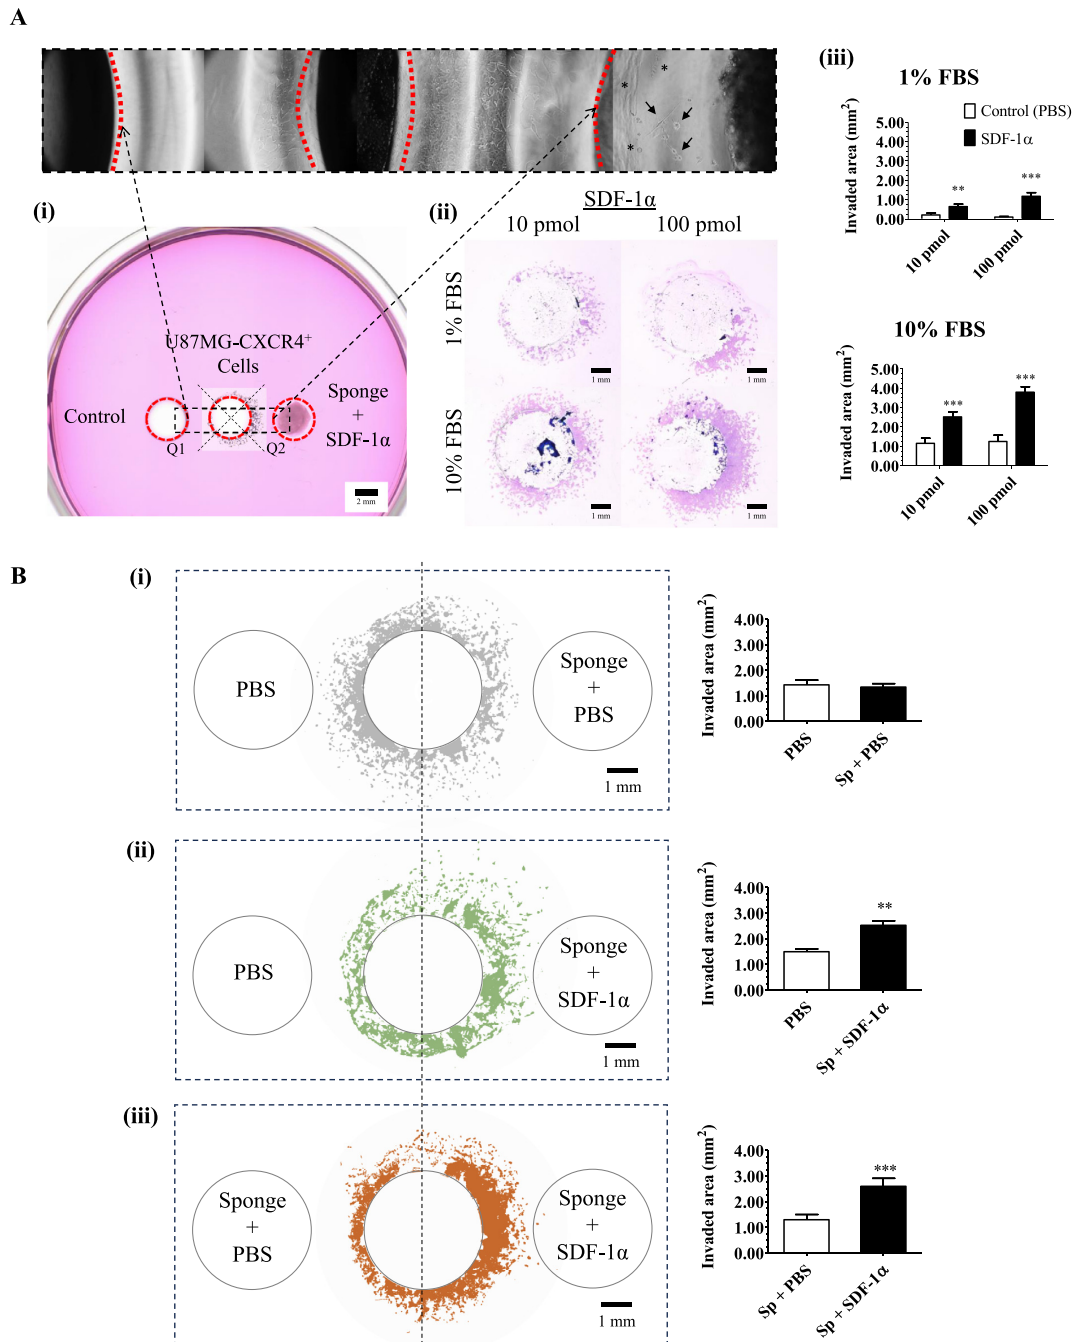 A
(i)
U87MG-CXCR4+
Cells
Control
Sponge
+
SDF-1α
Q1
Q2
2 mm
(ii)
SDF-1α
10 pmol
100 pmol
1% FBS
10% FBS
1 mm
1 mm
1 mm
1 mm
* * *
(iii)
1% FBS
Control (PBS)
SDF-1α
Invaded area (mm²)
5.00
4.00
3.00
2.00
1.00
0.00
**
***
10 pmol
100 pmol
10% FBS
Invaded area (mm²)
5.00
4.00
3.00
2.00
1.00
0.00
***
***
10 pmol
100 pmol
B
(i)
PBS
Sponge
+
PBS
1 mm
Invaded area (mm²)
4.00
3.00
2.00
1.00
0.00
PBS
Sp + PBS
(ii)
PBS
Sponge
+
SDF-1α
1 mm
Invaded area (mm²)
4.00
3.00
2.00
1.00
0.00
**
PBS
Sp + SDF-1α
(iii)
Sponge
+
PBS
Sponge
+
SDF-1α
1 mm
Invaded area (mm²)
4.00
3.00
2.00
1.00
0.00
***
Sp + PBS
Sp + SDF-1α